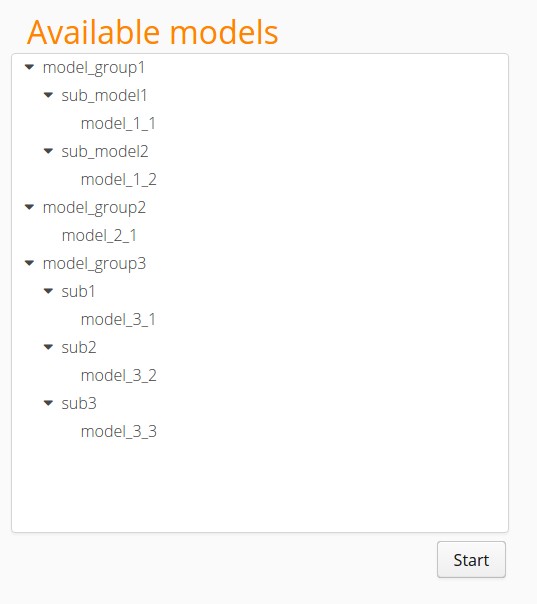 Available models
model_group1
sub_model1
model_1_1
sub_model2
model_1_2
model_group2
model_2_1
model_group3
sub1
model_3_1
sub2
model_3_2
sub3
model_3_3
Start